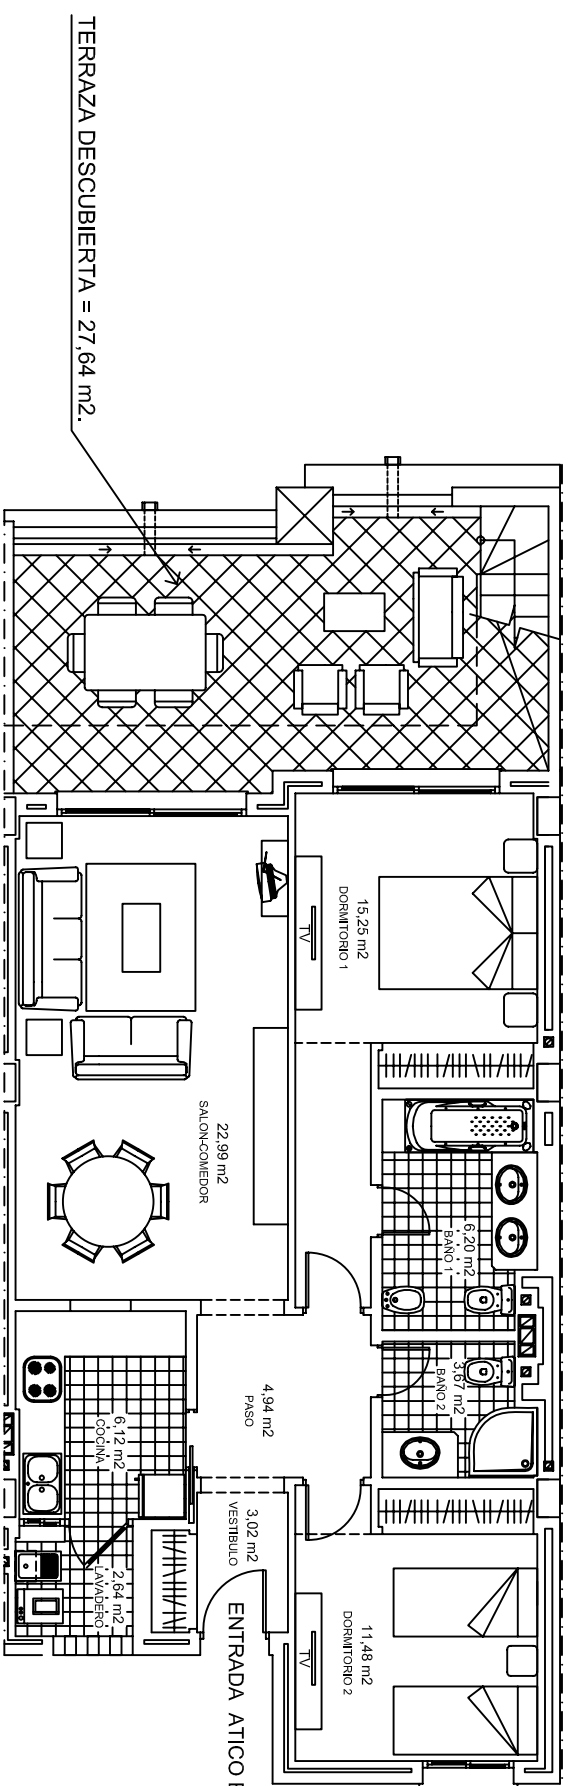 TERRAZA DESCUBIERTA = 27,64 m2.
15,25 m2
DORMITORIO 1
TV
22,99 m2
SALON-COMEDOR
6,20 m2
BAÑO 1
3,67 m2
BAÑO 2
4,94 m2
PASO
6,12 m2
COCINA
3,02 m2
VESTIBULO
2,64 m2
LAVADERO
11,48 m2
DORMITORIO 2
TV
ENTRADA ATICO